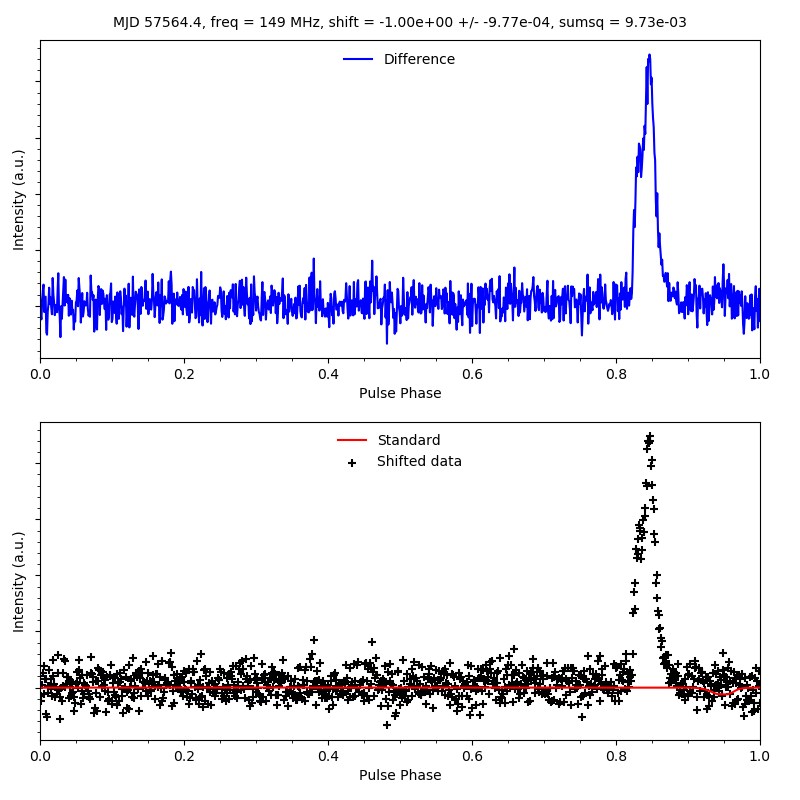 MJD 57564.4, freq = 149 MHz, shift = -1.00e+00 +/- -9.77e-04, sumsq = 9.73e-03
Difference
Intensity (a.u.)
0.0 0.2 0.4 0.6 0.8 1.0
Pulse Phase
Standard
Shifted data
Intensity (a.u.)
0.0 0.2 0.4 0.6 0.8 1.0
Pulse Phase